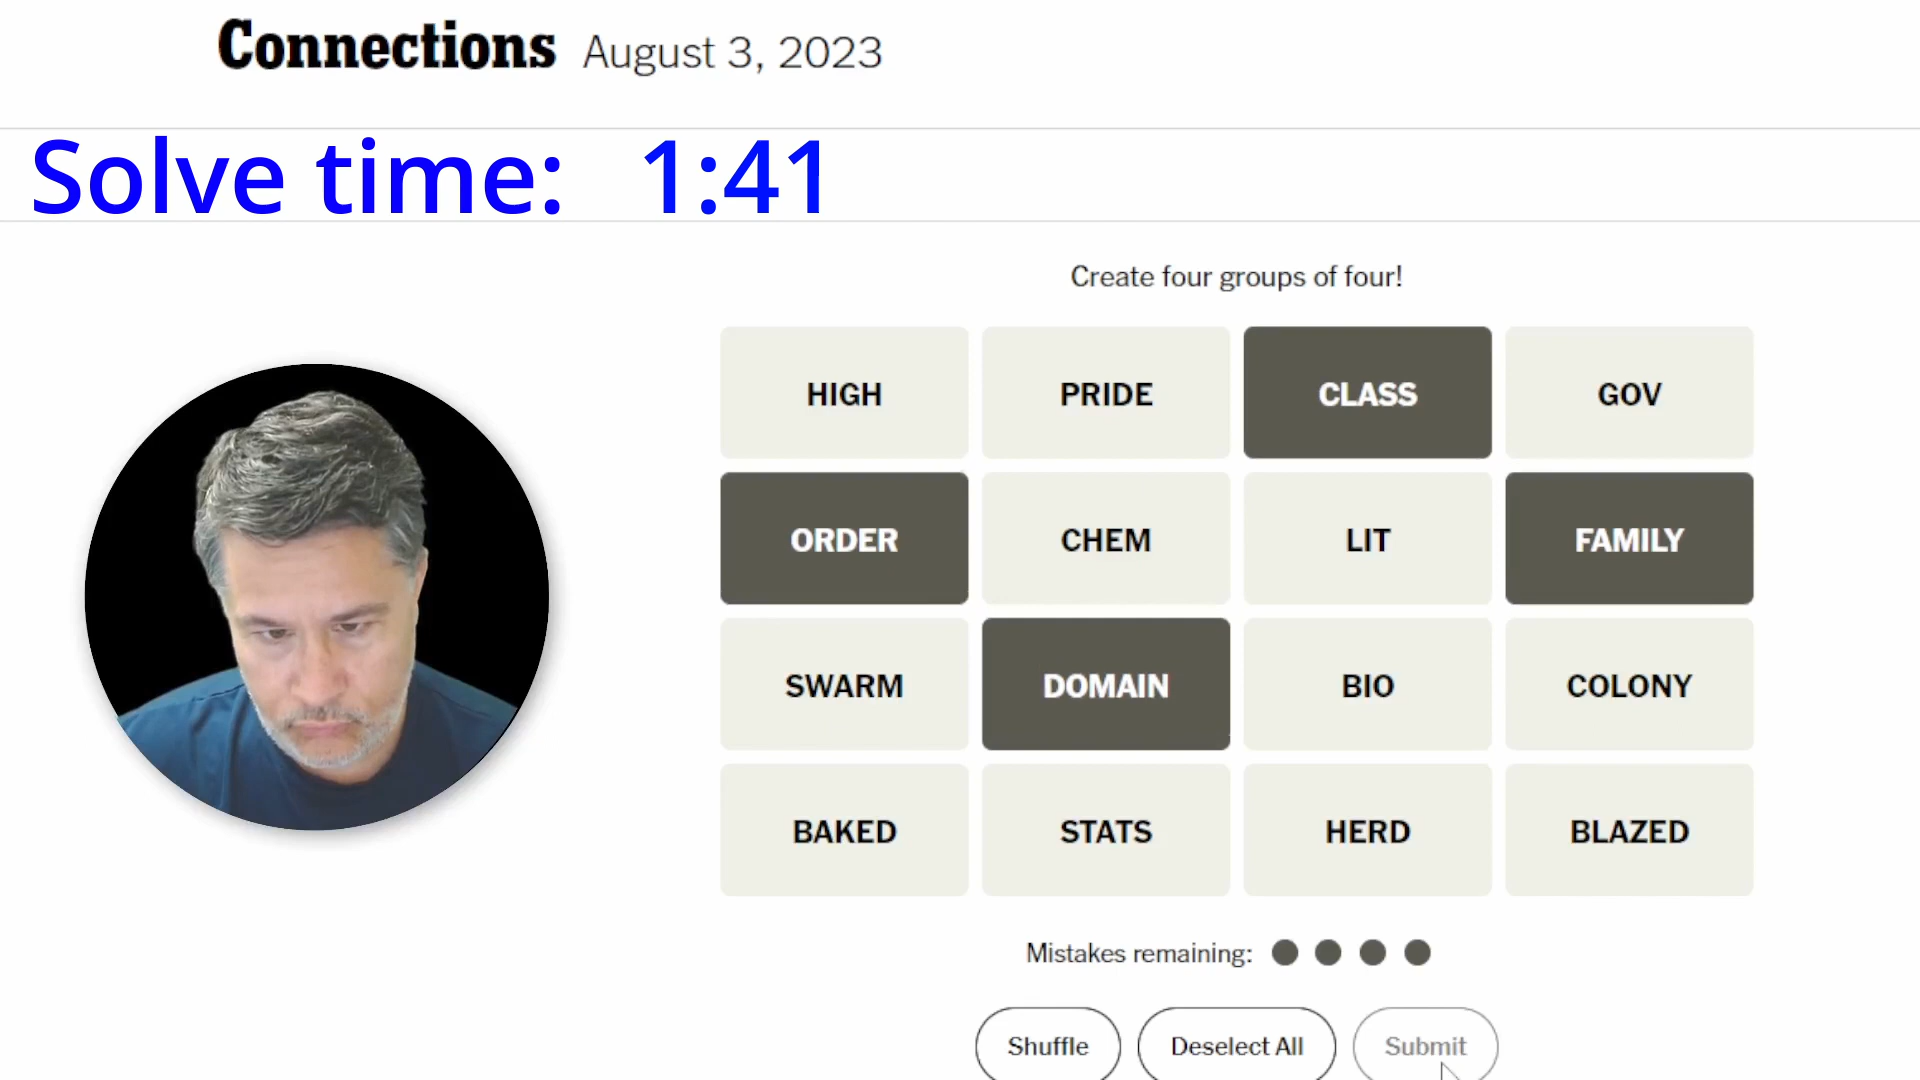 Connections August 3, 2023
Solve time: 1:41
Create four groups of four!
HIGH PRIDE CLASS GOV
ORDER CHEM LIT FAMILY
SWARM DOMAIN BIO COLONY
BAKED STATS HERD BLAZED
Mistakes remaining:
Shuffle Deselect All Submit